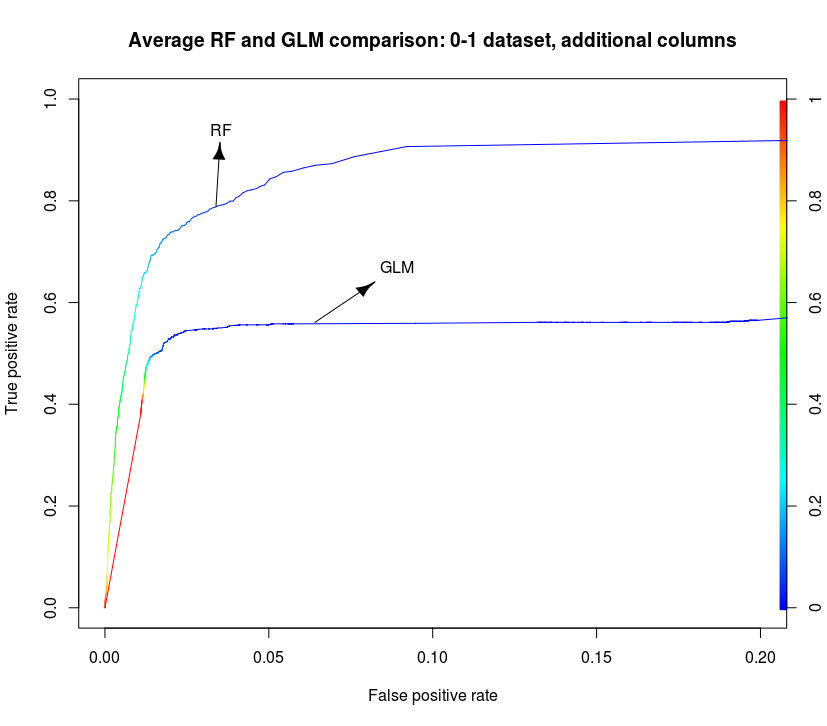 Average RF and GLM comparison: 0-1 dataset, additional columns
RF
GLM
True positive rate
1.0
0.8
0.6
0.4
0.2
0.0
1
0.8
0.6
0.4
0.2
0
0.00 0.05 0.10 0.15 0.20
False positive rate